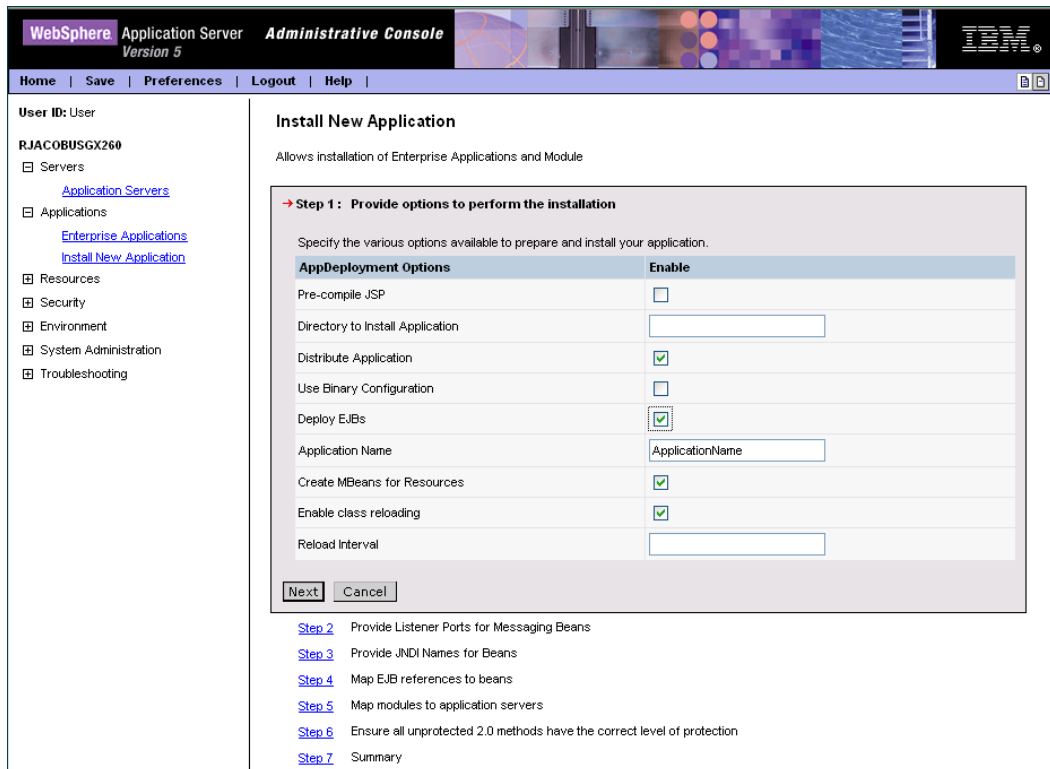 WebSphere Application Server Administrative Console
Version 5
IBM®
Home | Save | Preferences | Logout | Help |
User ID: User
RJACOBUSGX260
Servers
Application Servers
Applications
Enterprise Applications
Install New Application
Resources
Security
Environment
System Administration
Troubleshooting
Install New Application
Allows installation of Enterprise Applications and Module
Step 1 : Provide options to perform the installation
Specify the various options available to prepare and install your application.
AppDeployment Options Enable
Pre-compile JSP
Directory to Install Application
Distribute Application
Use Binary Configuration
Deploy EJBs
Application Name ApplicationName
Create MBeans for Resources
Enable class reloading
Reload Interval
Next Cancel
Step 2 Provide Listener Ports for Messaging Beans
Step 3 Provide JNDI Names for Beans
Step 4 Map EJB references to beans
Step 5 Map modules to application servers
Step 6 Ensure all unprotected 2.0 methods have the correct level of protection
Step 7 Summary